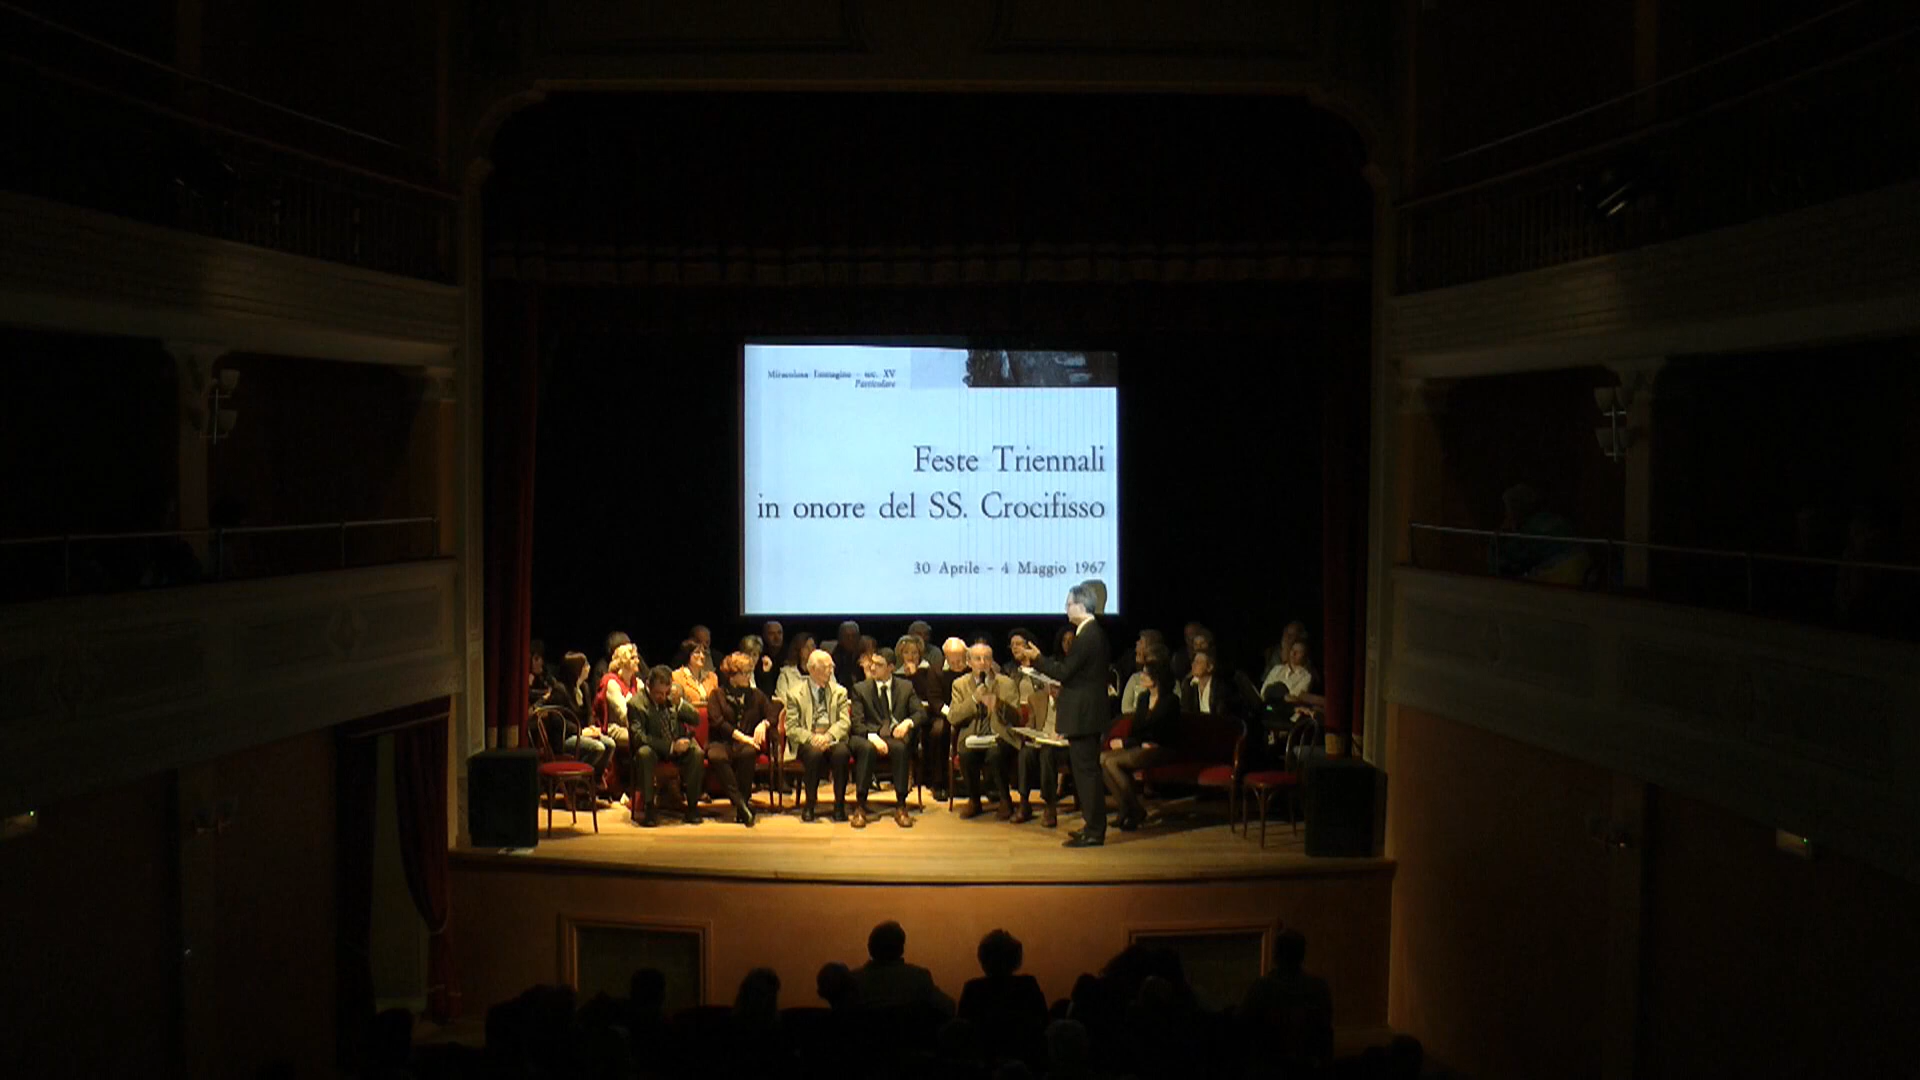 Miracolosa Immagine - sec. XV
Particolare
Feste Triennali
in onore del SS. Crocifisso
30 Aprile - 4 Maggio 1967